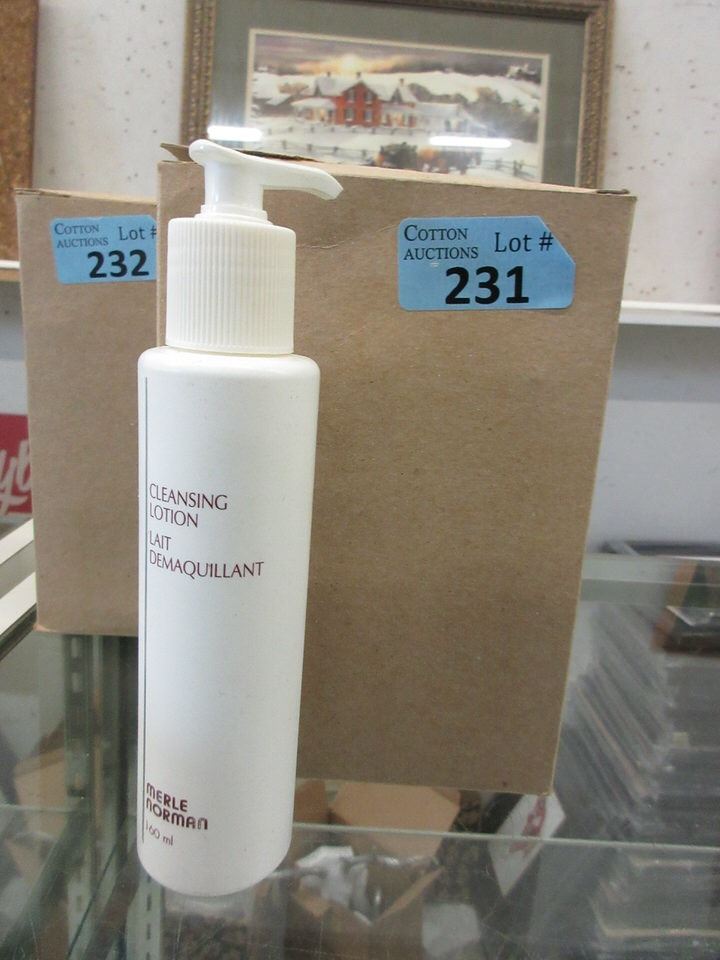 COTTON
AUCTIONS
Lot #
232
COTTON
AUCTIONS
Lot #
231
CLEANSING
LOTION
LAIT
DEMAQUILLANT
MERLE
NORMAN
160 ml